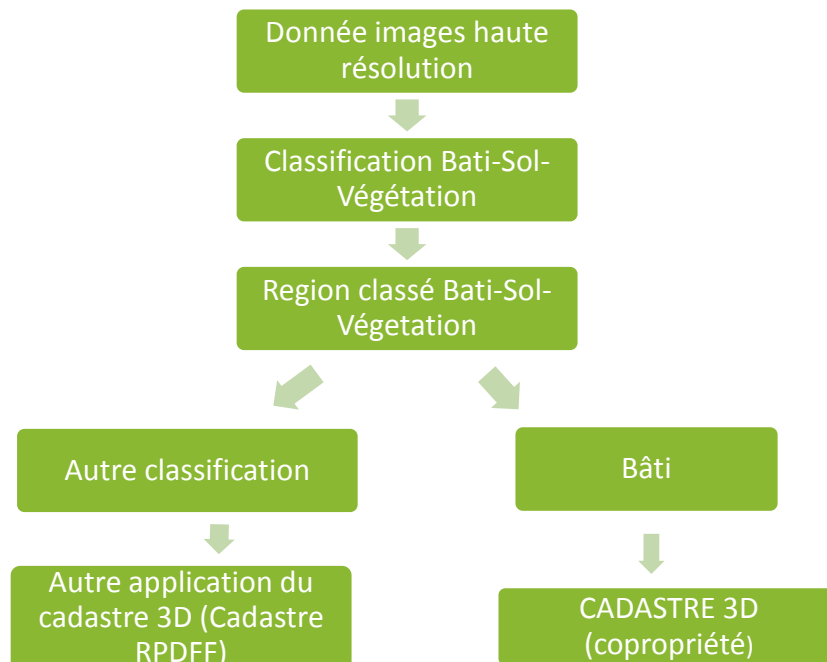 Donnée images haute
résolution
Classification Bati-Sol-
Végétation
Region classé Bati-Sol-
Végetation
Autre classification
Bâti
Autre application du
cadastre 3D (Cadastre
RPDFF)
CADASTRE 3D
(copropriété)